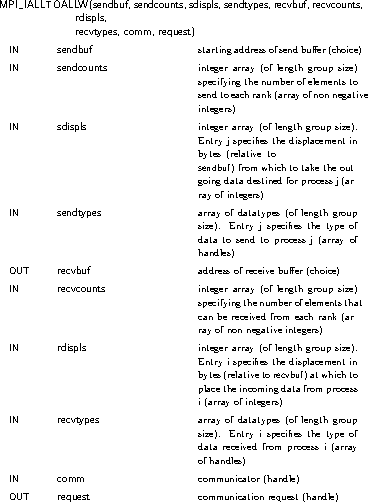 MPI_IALLTOALLW(sendbuf, sendcounts, sdispls, sendtypes, recvbuf, recvcounts,
rdispls,
recvtypes, comm, request)
IN sendbuf starting address of send buffer (choice)
IN sendcounts integer array (of length group size)
specifying the number of elements to
send to each rank (array of non negative
integers)
IN sdispls integer array (of length group size).
Entry j specifies the displacement in
bytes (relative to
sendbuf) from which to take the out
going data destined for process j (ar
ray of integers)
IN sendtypes array of datatypes (of length group
size). Entry j specifies the type of
data to send to process j (array of
handles)
OUT recvbuf address of receive buffer (choice)
IN recvcounts integer array (of length group size)
specifying the number of elements that
can be received from each rank (ar
ray of non negative integers)
IN rdispls integer array (of length group size).
Entry i specifies the displacement in
bytes (relative to recvbuf) at which to
place the incoming data from process
i (array of integers)
IN recvtypes array of datatypes (of length group
size). Entry i specifies the type of
data received from process i (array
of handles)
IN comm communicator (handle)
OUT request communication request (handle)